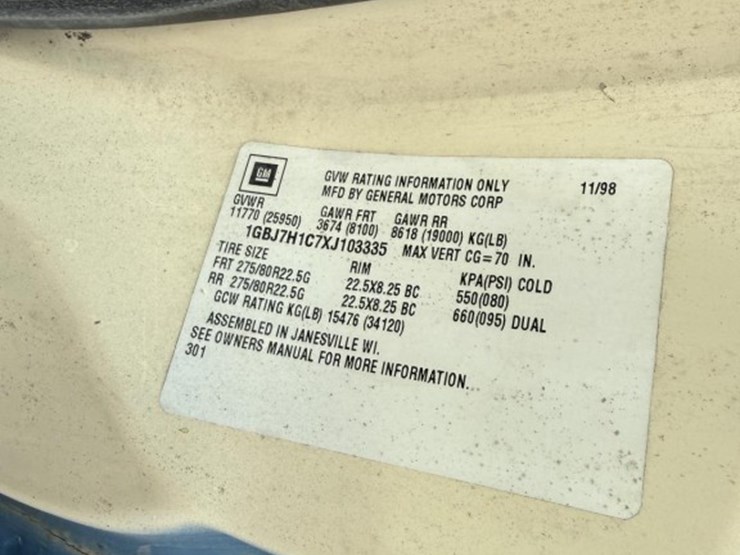 GM
GVW RATING INFORMATION ONLY 11/98
MFD BY GENERAL MOTORS CORP
GVWR GAWR FRT GAWR RR
11770 (25950) 3674 (8100) 8618 (19000) KG(LB)
1GBJ7H1C7XJ103335 MAX VERT CG=70 IN.
TIRE SIZE RIM KPA(PSI) COLD
FRT 275/80R22.5G 22.5X8.25 BC 550(080)
RR 275/80R22.5G 22.5X8.25 BC 660(095) DUAL
GCW RATING KG(LB) 15476 (34120)
ASSEMBLED IN JANESVILLE WI.
SEE OWNERS MANUAL FOR MORE INFORMATION.
301